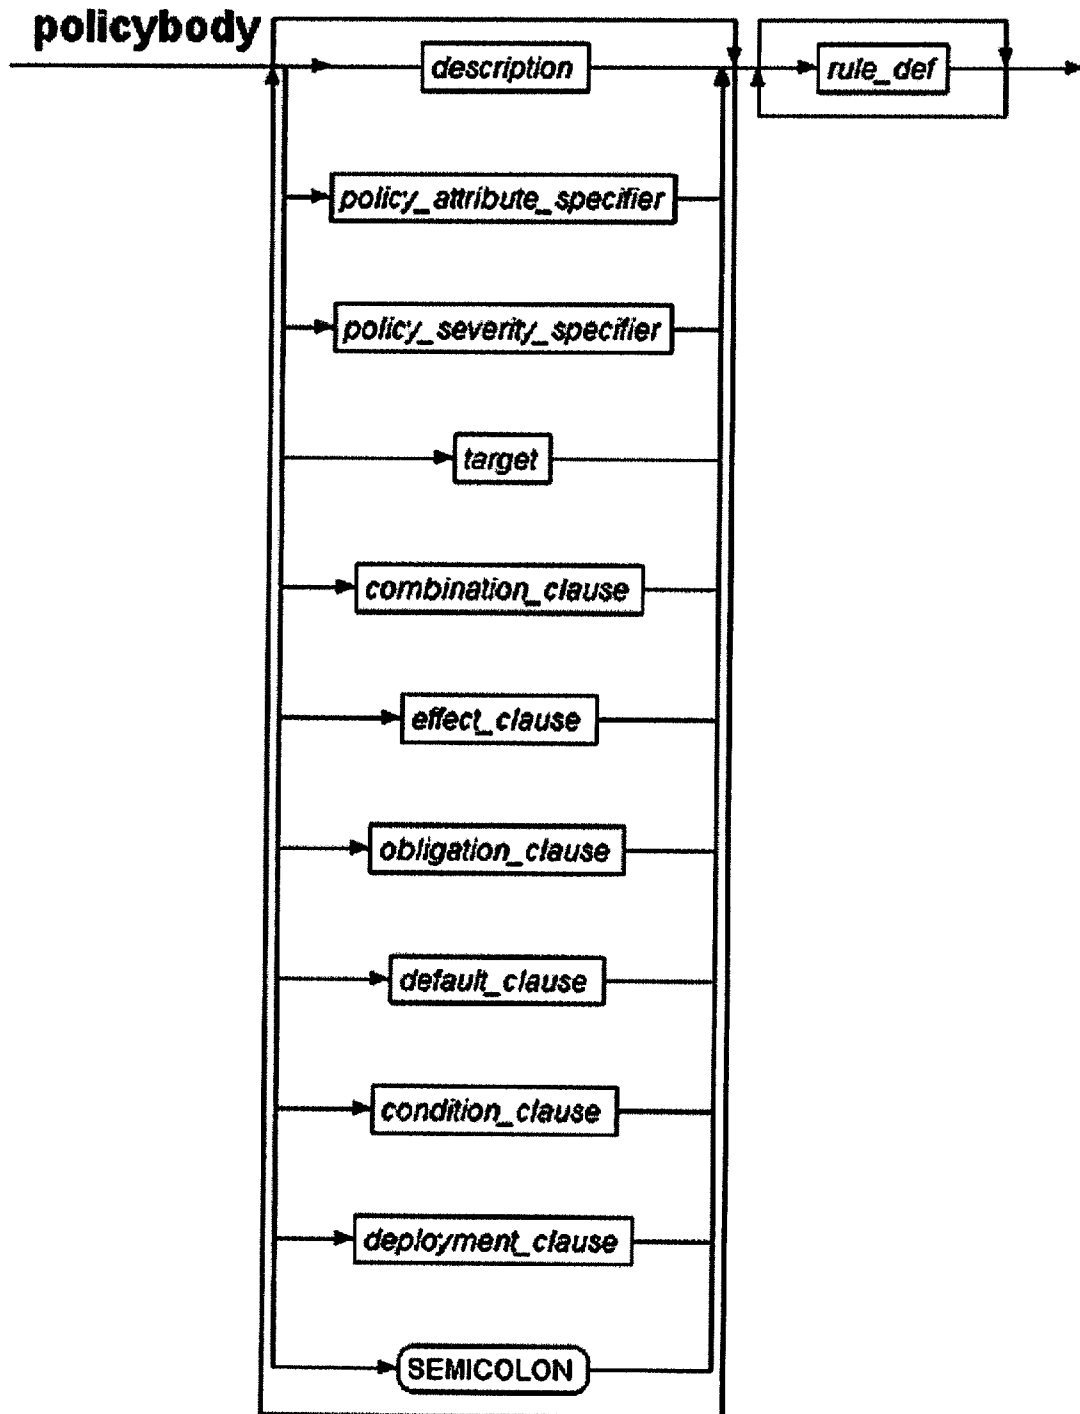 policybody
description
rule_def
policy_attribute_specifier
policy_severity_specifier
target
combination_clause
effect_clause
obligation_clause
default_clause
condition_clause
deployment_clause
SEMICOLON